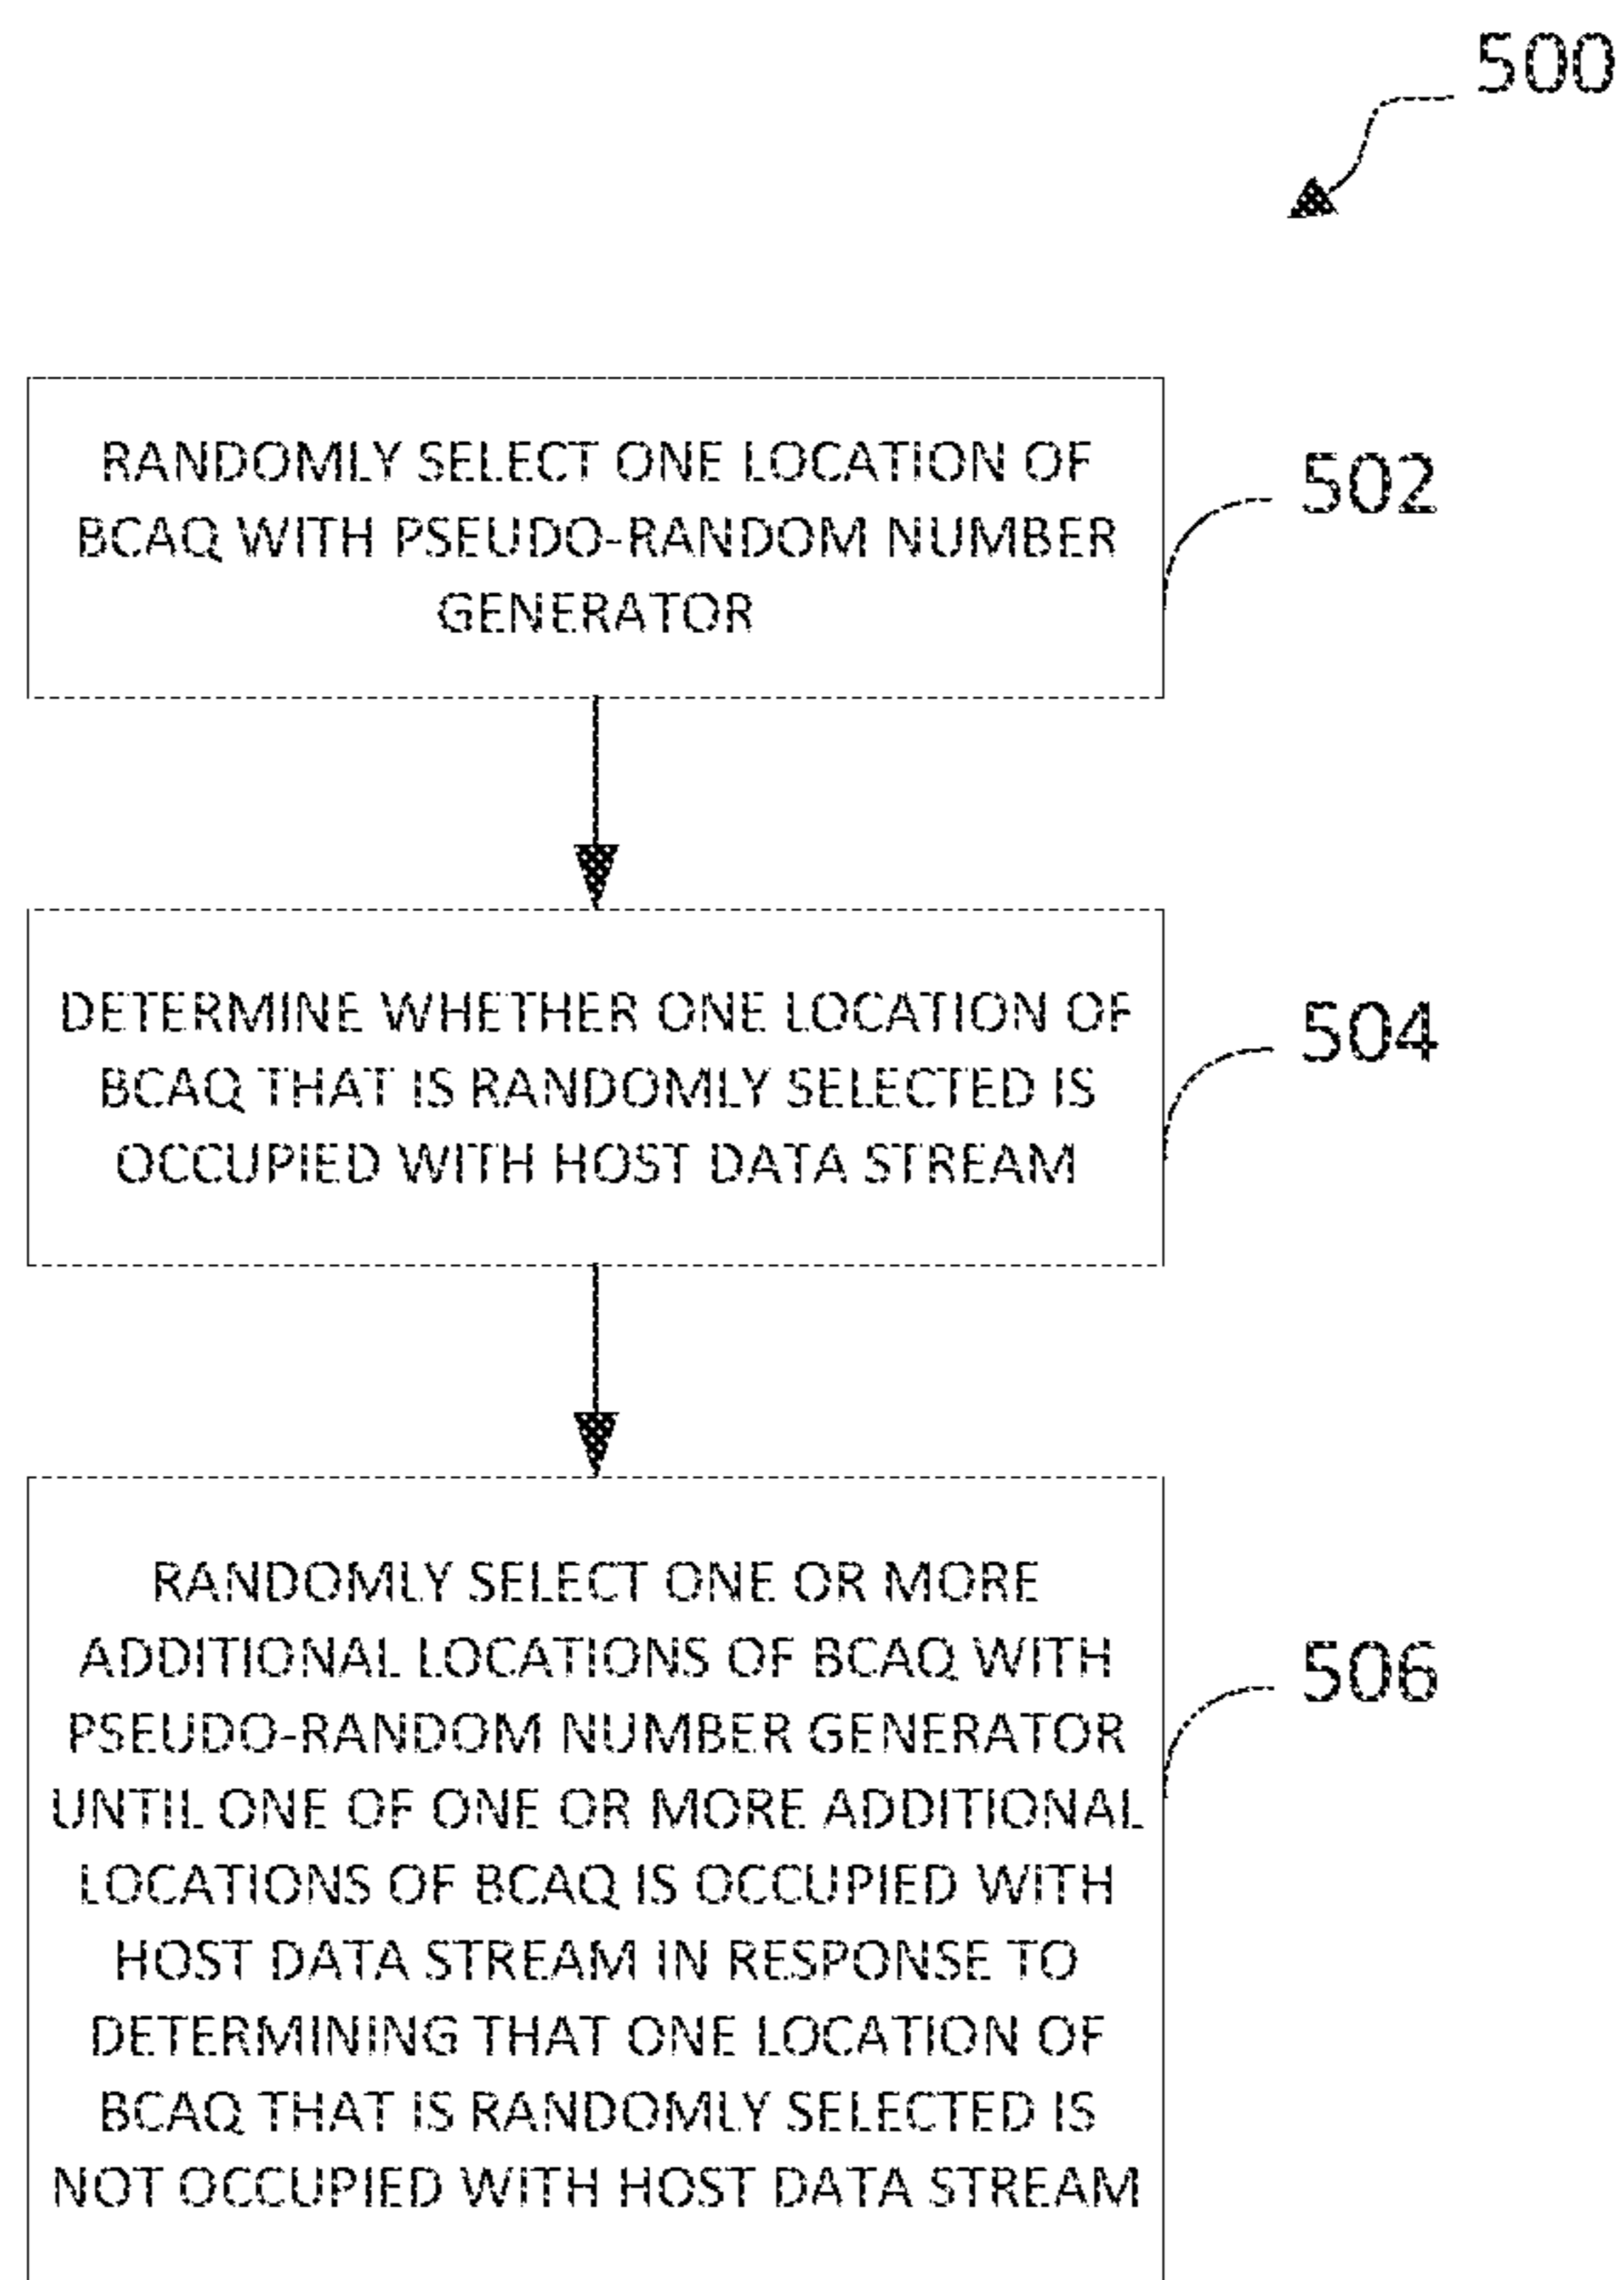 500
RANDOMLY SELECT ONE LOCATION OF
BCAQ WITH PSEUDO-RANDOM NUMBER
GENERATOR
502
DETERMINE WHETHER ONE LOCATION OF
BCAQ THAT IS RANDOMLY SELECTED IS
OCCUPIED WITH HOST DATA STREAM
504
RANDOMLY SELECT ONE OR MORE
ADDITIONAL LOCATIONS OF BCAQ WITH
PSEUDO-RANDOM NUMBER GENERATOR
UNTIL ONE OF ONE OR MORE ADDITIONAL
LOCATIONS OF BCAQ IS OCCUPIED WITH
HOST DATA STREAM IN RESPONSE TO
DETERMINING THAT ONE LOCATION OF
BCAQ THAT IS RANDOMLY SELECTED IS
NOT OCCUPIED WITH HOST DATA STREAM
506